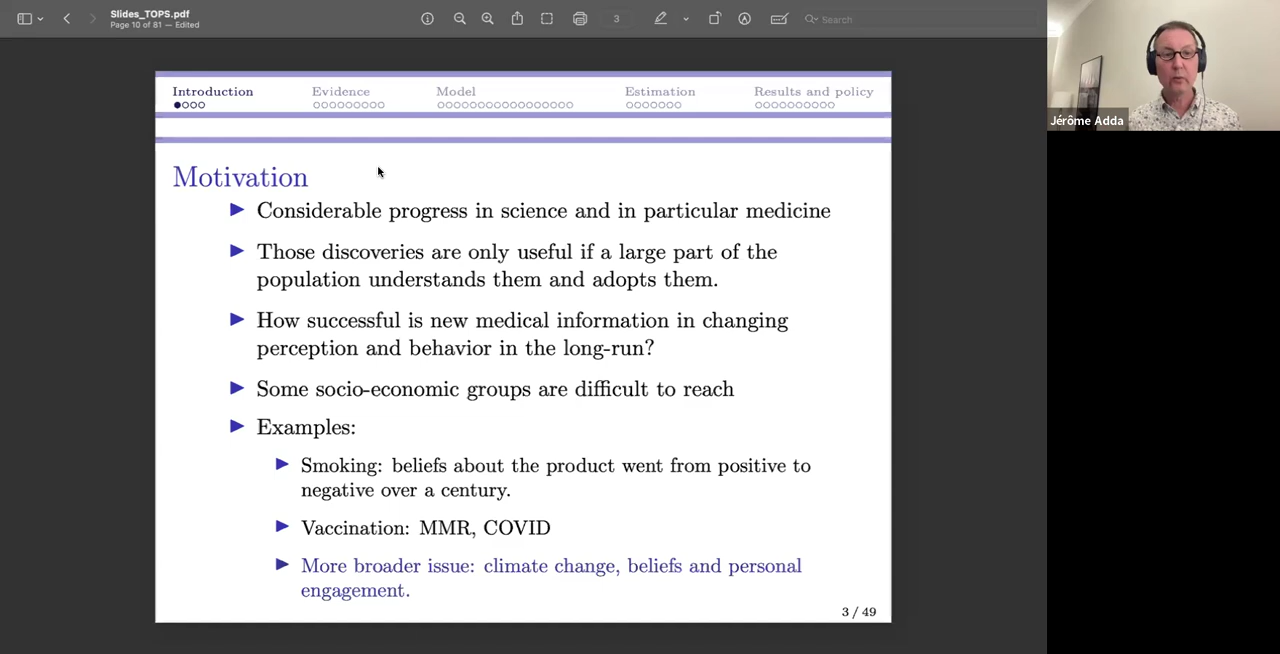 Slides_TOPS.pdf
Page 10 of 81 — Edited
3
Search
Introduction
Evidence
Model
Estimation
Results and policy
Motivation
Considerable progress in science and in particular medicine
Those discoveries are only useful if a large part of the
population understands them and adopts them.
How successful is new medical information in changing
perception and behavior in the long-run?
Some socio-economic groups are difficult to reach
Examples:
Smoking: beliefs about the product went from positive to
negative over a century.
Vaccination: MMR, COVID
More broader issue: climate change, beliefs and personal
engagement.
3 / 49
Jérôme Adda